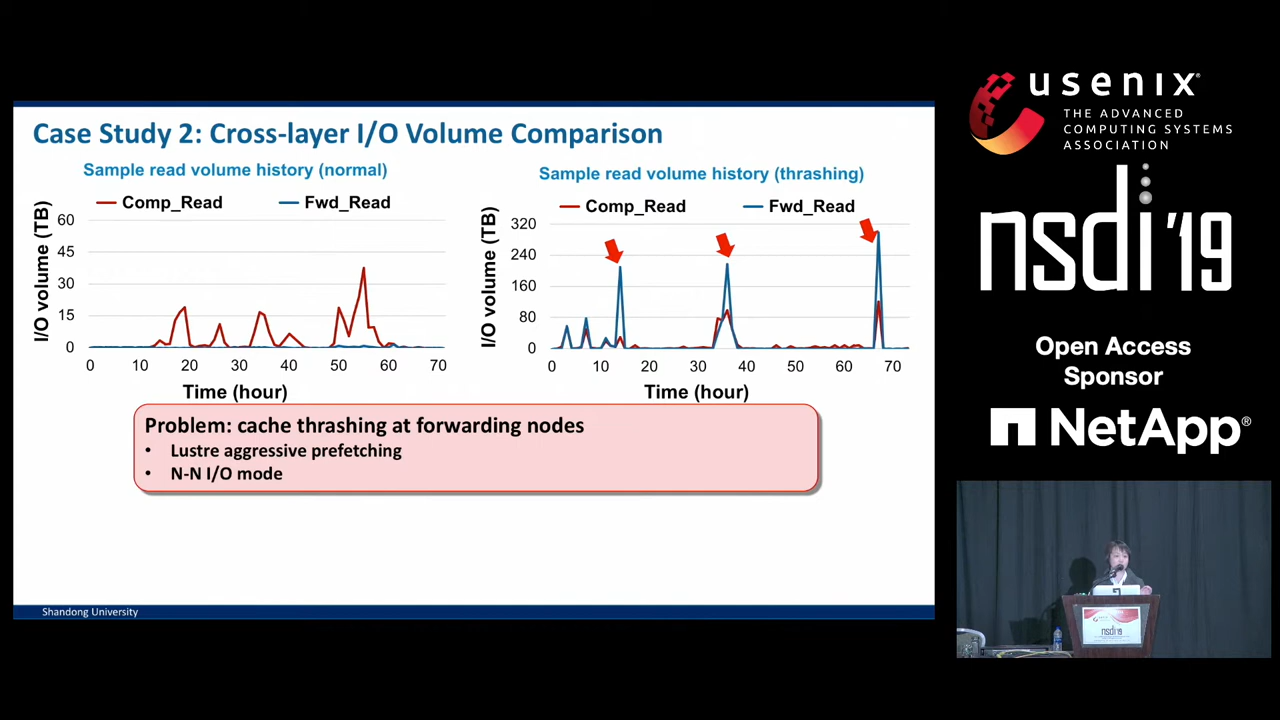 Case Study 2: Cross-layer I/O Volume Comparison
Sample read volume history (normal)
Comp_Read
Fwd_Read
I/O volume (TB)
60
45
30
15
0
0 10 20 30 40 50 60 70
Time (hour)
Sample read volume history (thrashing)
Comp_Read
Fwd_Read
I/O volume (TB)
320
240
160
80
0
0 10 20 30 40 50 60 70
Time (hour)
Problem: cache thrashing at forwarding nodes
• Lustre aggressive prefetching
• N-N I/O mode
Shandong University
usenix®
THE ADVANCED
COMPUTING SYSTEMS
ASSOCIATION
nsdi '19
Open Access
Sponsor
NetApp®
nsdi'19